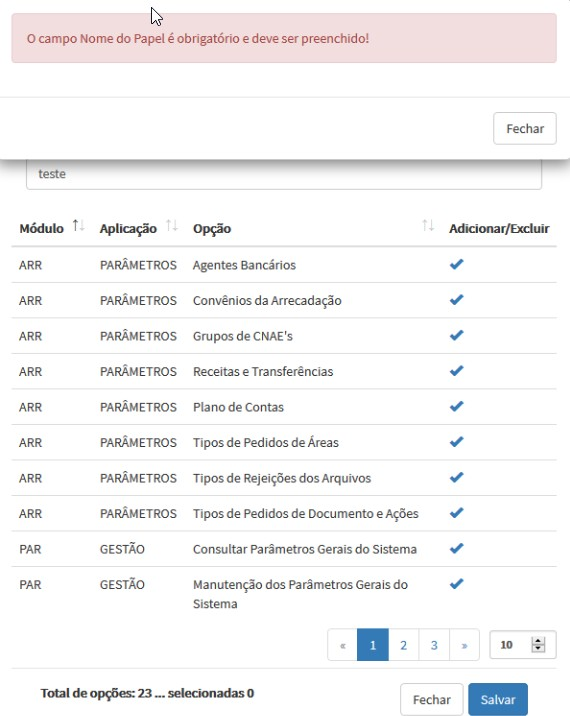 O campo Nome do Papel é obrigatório e deve ser preenchido!
Fechar
teste
Módulo Aplicação Opção Adicionar/Excluir
ARR PARÂMETROS Agentes Bancários
ARR PARÂMETROS Convênios da Arrecadação
ARR PARÂMETROS Grupos de CNAE's
ARR PARÂMETROS Receitas e Transferências
ARR PARÂMETROS Plano de Contas
ARR PARÂMETROS Tipos de Pedidos de Áreas
ARR PARÂMETROS Tipos de Rejeições dos Arquivos
ARR PARÂMETROS Tipos de Pedidos de Documento e Ações
PAR GESTÃO Consultar Parâmetros Gerais do Sistema
PAR GESTÃO Manutenção dos Parâmetros Gerais do
Sistema
« 1 2 3 » 10
Total de opções: 23 ... selecionadas 0
Fechar Salvar